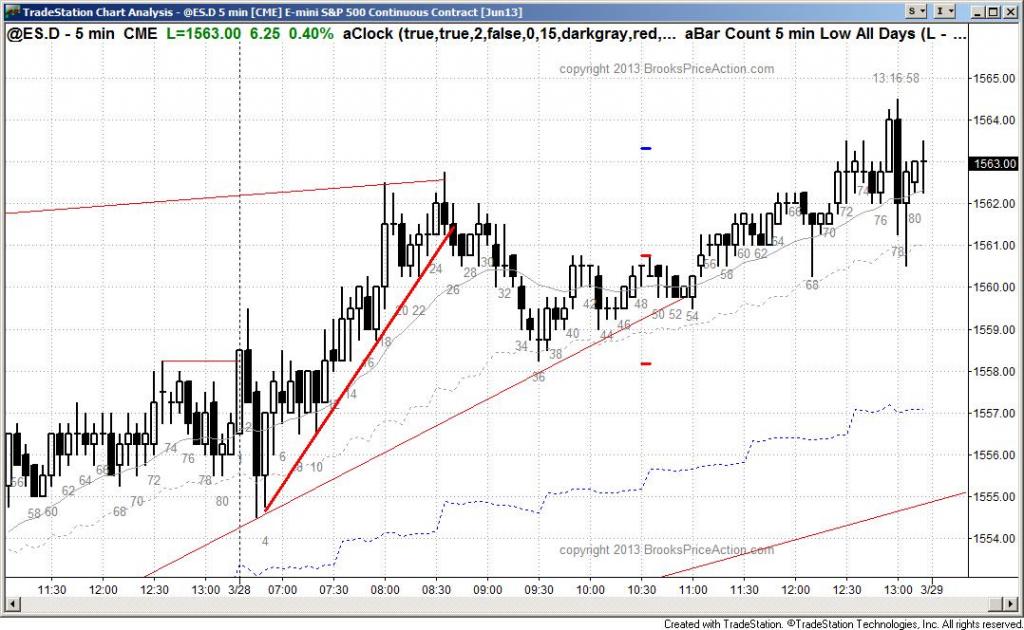 TradeStation Chart Analysis - @ES.D 5 min [CME] E-mini S&P 500 Continuous Contract [Jun13]
S I
@ES.D - 5 min CME L=1563.00 6.25 0.40% aClock (true,true,2,false,0,15,darkgray,red,... aBar Count 5 min Low All Days (L - ...
copyright 2013 BrooksPriceAction.com
13:16:58
1565.00
1564.00
1563.00
1562.00
1561.00
1560.00
1559.00
1558.00
1557.00
1556.00
1555.00
1554.00
56 58 60 62 64 66 68 70 72 74 76 78 80
2 4 6 8 10 12 14 16 18 20 22 24 26 28 30 32 34 36 38 40 42 44 46 48 50 52 54 56 58 60 62 64 66 68 70 72 74 76 78 80
copyright 2013 BrooksPriceAction.com
11:30 12:00 12:30 13:00 3/28 07:00 07:30 08:00 08:30 09:00 09:30 10:00 10:30 11:00 11:30 12:00 12:30 13:00 3/29
Created with TradeStation. ©TradeStation Technologies, Inc. All rights reserved.